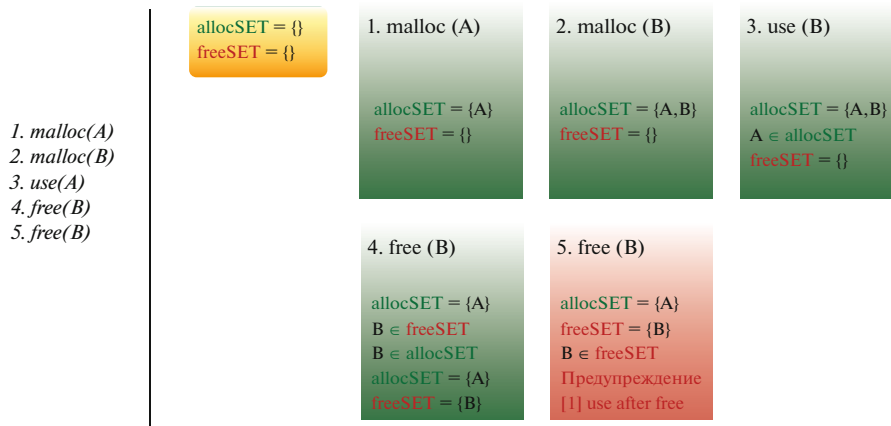 1. malloc(A)
2. malloc(B)
3. use(A)
4. free(B)
5. free(B)
allocSET = {}
freeSET = {}
1. malloc (A)
allocSET = {A}
freeSET = {}
2. malloc (B)
allocSET = {A,B}
freeSET = {}
3. use (B)
allocSET = {A,B}
A ∈ allocSET
freeSET = {}
4. free (B)
allocSET = {A}
B ∈ freeSET
B ∈ allocSET
allocSET = {A}
freeSET = {B}
5. free (B)
allocSET = {A}
freeSET = {B}
B ∈ freeSET
Предупреждение
[1] use after free